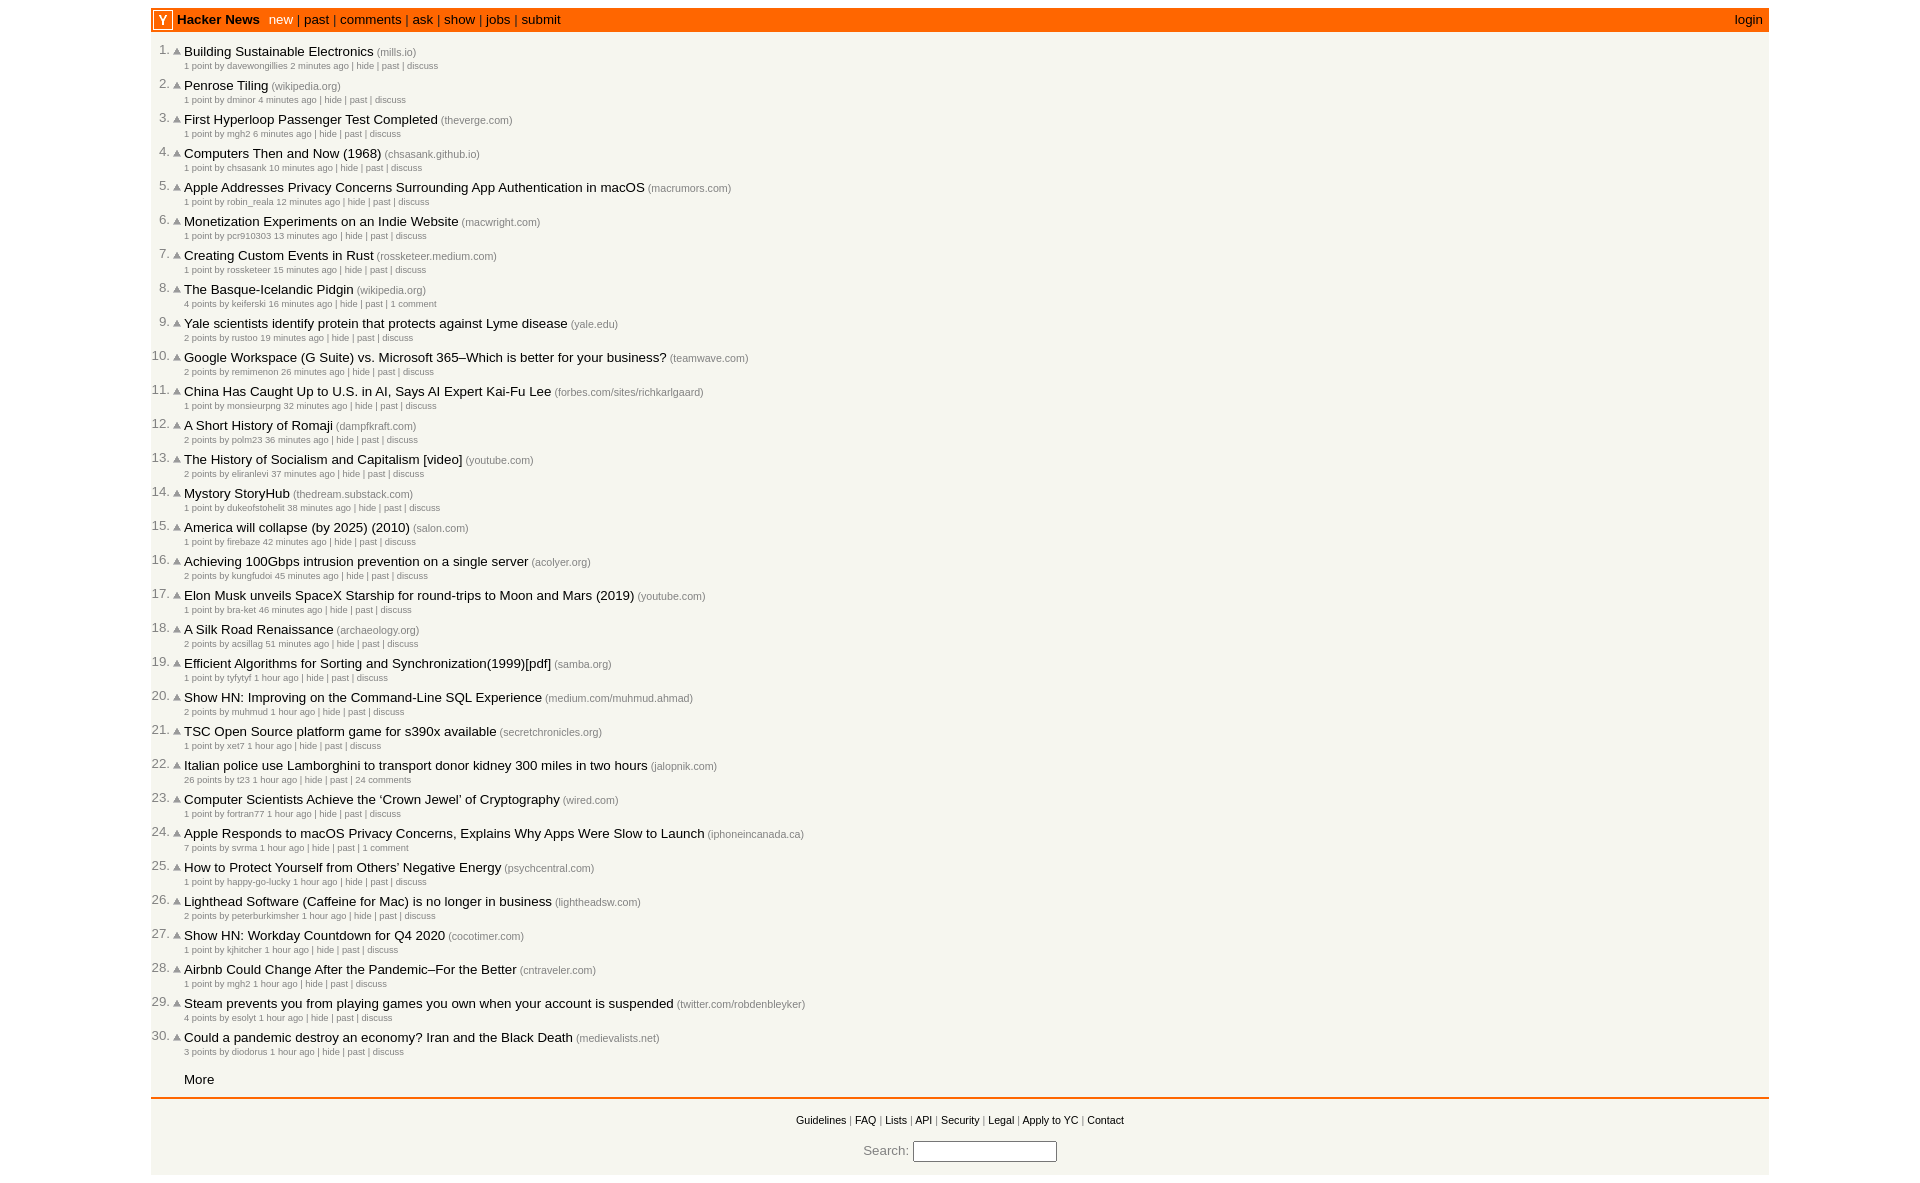 Y Hacker News new | past | comments | ask | show | jobs | submit login
1. Building Sustainable Electronics (mills.io)
1 point by davewongillies 2 minutes ago | hide | past | discuss
2. Penrose Tiling (wikipedia.org)
1 point by dminor 4 minutes ago | hide | past | discuss
3. First Hyperloop Passenger Test Completed (theverge.com)
1 point by mgh2 6 minutes ago | hide | past | discuss
4. Computers Then and Now (1968) (chsasank.github.io)
1 point by chsasank 10 minutes ago | hide | past | discuss
5. Apple Addresses Privacy Concerns Surrounding App Authentication in macOS (macrumors.com)
1 point by robin_reala 12 minutes ago | hide | past | discuss
6. Monetization Experiments on an Indie Website (macwright.com)
1 point by pcr910303 13 minutes ago | hide | past | discuss
7. Creating Custom Events in Rust (rossketeer.medium.com)
1 point by rossketeer 15 minutes ago | hide | past | discuss
8. The Basque-Icelandic Pidgin (wikipedia.org)
4 points by keiferski 16 minutes ago | hide | past | 1 comment
9. Yale scientists identify protein that protects against Lyme disease (yale.edu)
2 points by rustoo 19 minutes ago | hide | past | discuss
10. Google Workspace (G Suite) vs. Microsoft 365–Which is better for your business? (teamwave.com)
2 points by remimenon 26 minutes ago | hide | past | discuss
11. China Has Caught Up to U.S. in AI, Says AI Expert Kai-Fu Lee (forbes.com/sites/richkarlgaard)
1 point by monsieurpng 32 minutes ago | hide | past | discuss
12. A Short History of Romaji (dampfkraft.com)
2 points by polm23 36 minutes ago | hide | past | discuss
13. The History of Socialism and Capitalism [video] (youtube.com)
2 points by eliranlevi 37 minutes ago | hide | past | discuss
14. Mystory StoryHub (thedream.substack.com)
1 point by dukeofstohelit 38 minutes ago | hide | past | discuss
15. America will collapse (by 2025) (2010) (salon.com)
1 point by firebaze 42 minutes ago | hide | past | discuss
16. Achieving 100Gbps intrusion prevention on a single server (acolyer.org)
2 points by kungfudoi 45 minutes ago | hide | past | discuss
17. Elon Musk unveils SpaceX Starship for round-trips to Moon and Mars (2019) (youtube.com)
1 point by bra-ket 46 minutes ago | hide | past | discuss
18. A Silk Road Renaissance (archaeology.org)
2 points by acsillag 51 minutes ago | hide | past | discuss
19. Efficient Algorithms for Sorting and Synchronization(1999)[pdf] (samba.org)
1 point by tyfytyf 1 hour ago | hide | past | discuss
20. Show HN: Improving on the Command-Line SQL Experience (medium.com/muhmud.ahmad)
2 points by muhmud 1 hour ago | hide | past | discuss
21. TSC Open Source platform game for s390x available (secretchronicles.org)
1 point by xet7 1 hour ago | hide | past | discuss
22. Italian police use Lamborghini to transport donor kidney 300 miles in two hours (jalopnik.com)
26 points by t23 1 hour ago | hide | past | 24 comments
23. Computer Scientists Achieve the ‘Crown Jewel’ of Cryptography (wired.com)
1 point by fortran77 1 hour ago | hide | past | discuss
24. Apple Responds to macOS Privacy Concerns, Explains Why Apps Were Slow to Launch (iphoneincanada.ca)
7 points by svrma 1 hour ago | hide | past | 1 comment
25. How to Protect Yourself from Others’ Negative Energy (psychcentral.com)
1 point by happy-go-lucky 1 hour ago | hide | past | discuss
26. Lighthead Software (Caffeine for Mac) is no longer in business (lightheadsw.com)
2 points by peterburkimsher 1 hour ago | hide | past | discuss
27. Show HN: Workday Countdown for Q4 2020 (cocotimer.com)
1 point by kjhitcher 1 hour ago | hide | past | discuss
28. Airbnb Could Change After the Pandemic–For the Better (cntraveler.com)
1 point by mgh2 1 hour ago | hide | past | discuss
29. Steam prevents you from playing games you own when your account is suspended (twitter.com/robdenbleyker)
4 points by esolyt 1 hour ago | hide | past | discuss
30. Could a pandemic destroy an economy? Iran and the Black Death (medievalists.net)
3 points by diodorus 1 hour ago | hide | past | discuss
More
Guidelines | FAQ | Lists | API | Security | Legal | Apply to YC | Contact
Search: